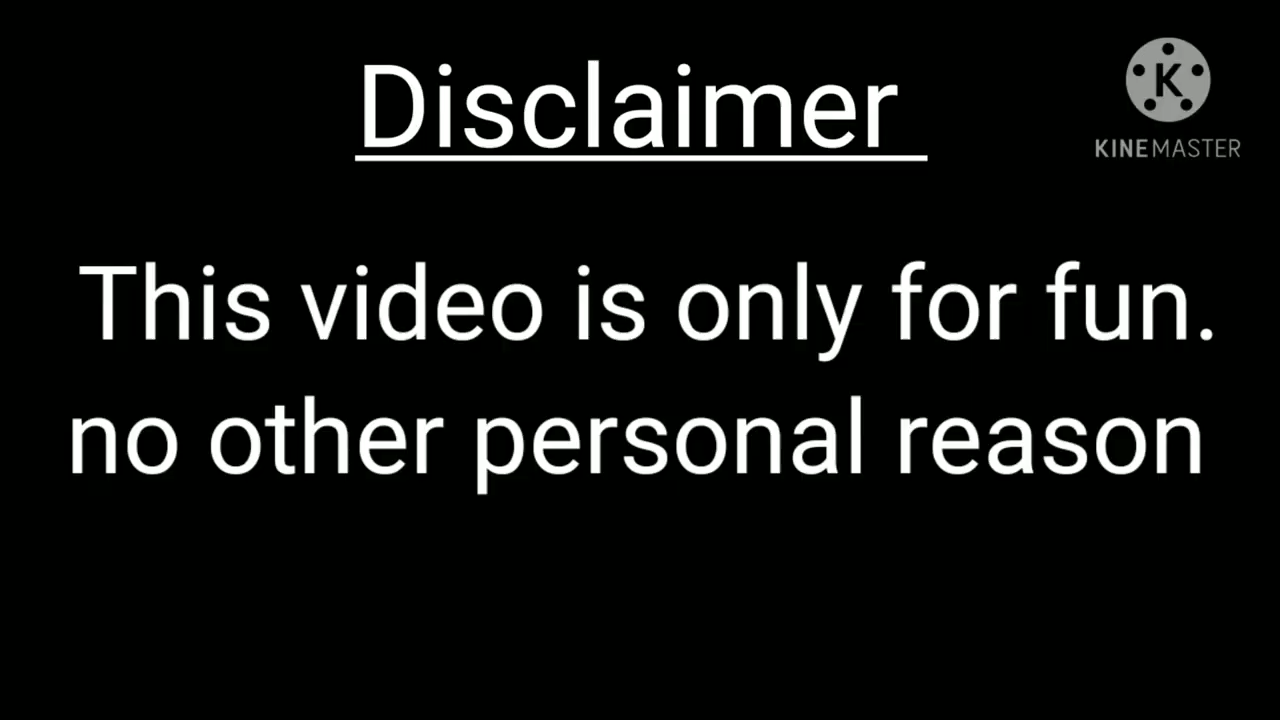 Disclaimer
K
KINEMASTER
This video is only for fun.
no other personal reason